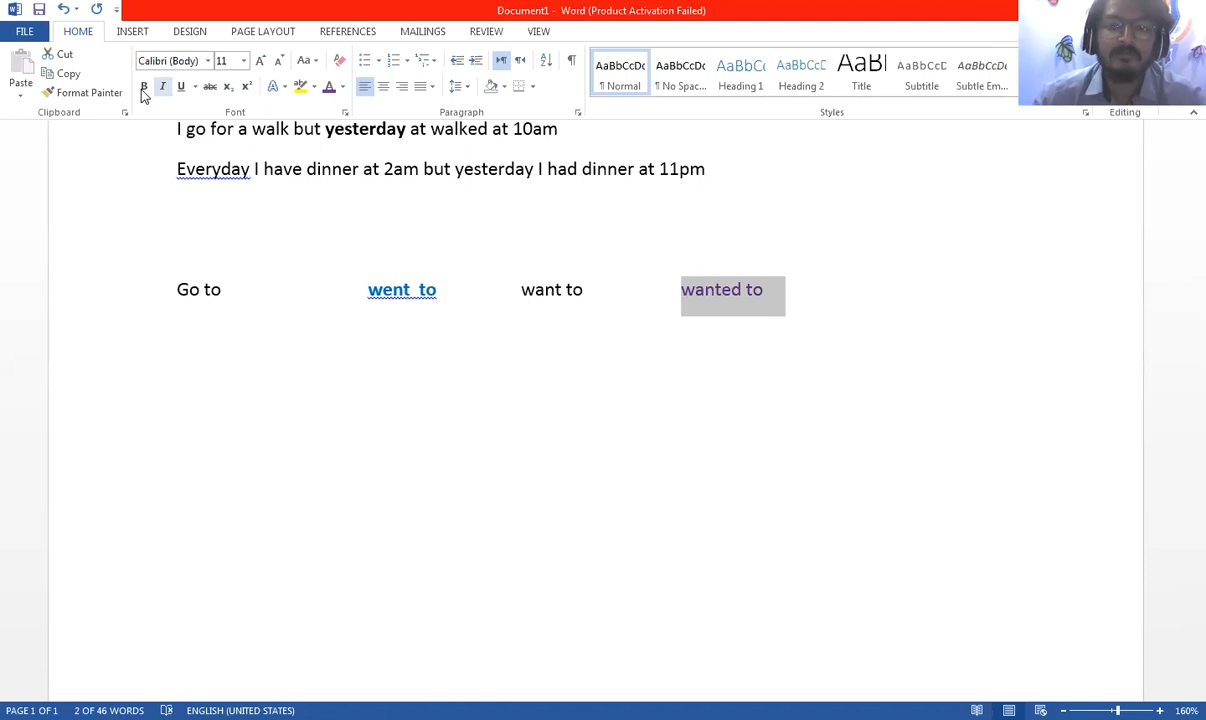 Document1 - Word (Product Activation Failed)
FILE HOME INSERT DESIGN PAGE LAYOUT REFERENCES MAILINGS REVIEW VIEW
Paste
Cut
Copy
Format Painter
Clipboard
Calibri (Body) 11
Font
Paragraph
AaBbCcDc AaBbCcDc AaBbCc AaBbCcD AaBl AaBbCcD AaBbCcDc
¶ Normal ¶ No Spac... Heading 1 Heading 2 Title Subtitle Subtle Em...
Styles
Editing
I go for a walk but yesterday at walked at 10am
Everyday I have dinner at 2am but yesterday I had dinner at 11pm
Go to went to want to wanted to
PAGE 1 OF 1 2 OF 46 WORDS ENGLISH (UNITED STATES) 160%